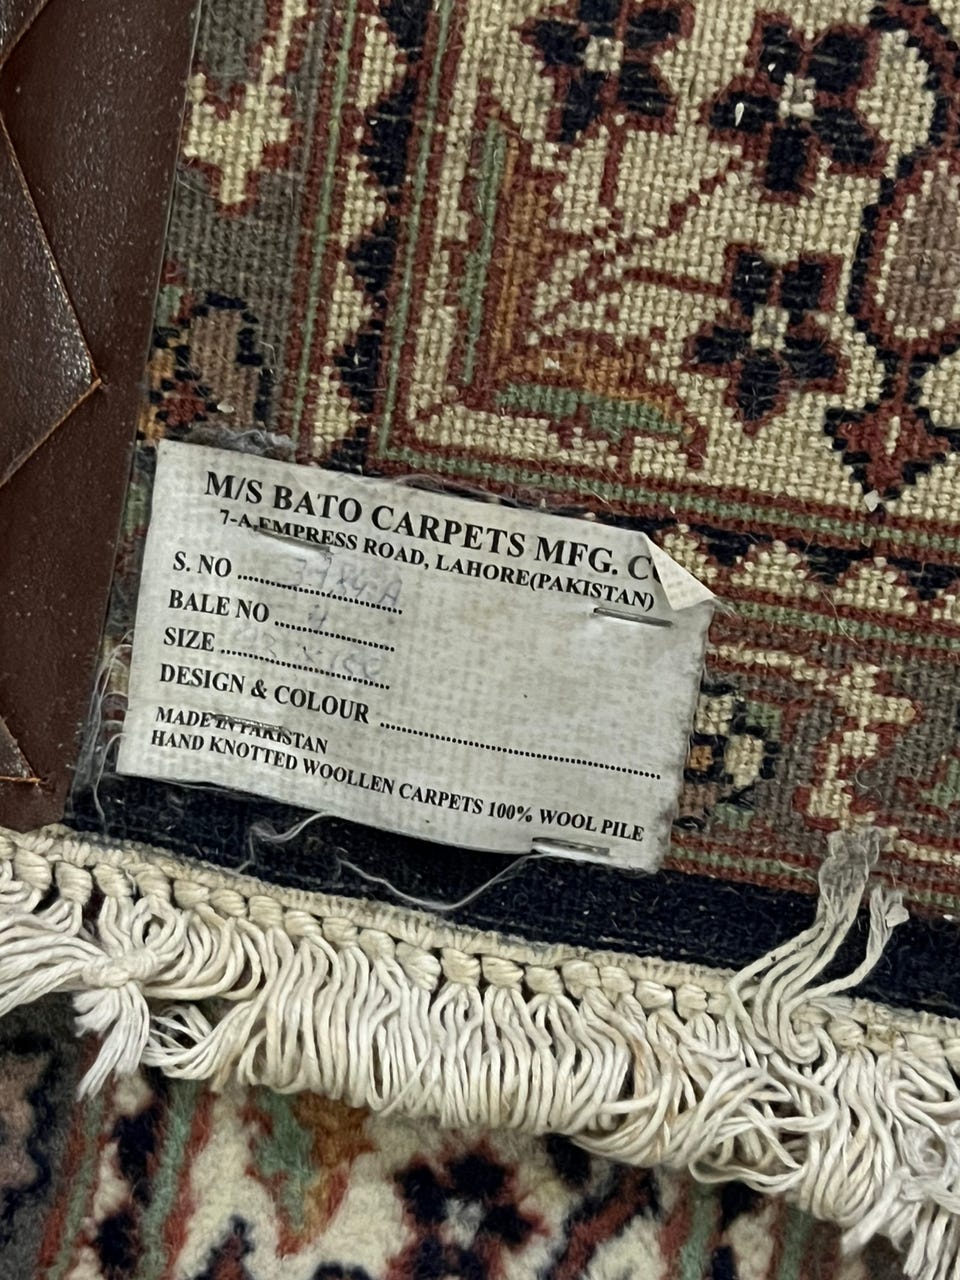 M/S BATO CARPETS MFG.
7-A,EMPRESS ROAD, LAHORE(PAKISTAN)
S. NO
BALE NO
SIZE
DESIGN & COLOUR
MADE IN PAKISTAN
HAND KNOTTED WOOLLEN CARPETS 100% WOOL PILE